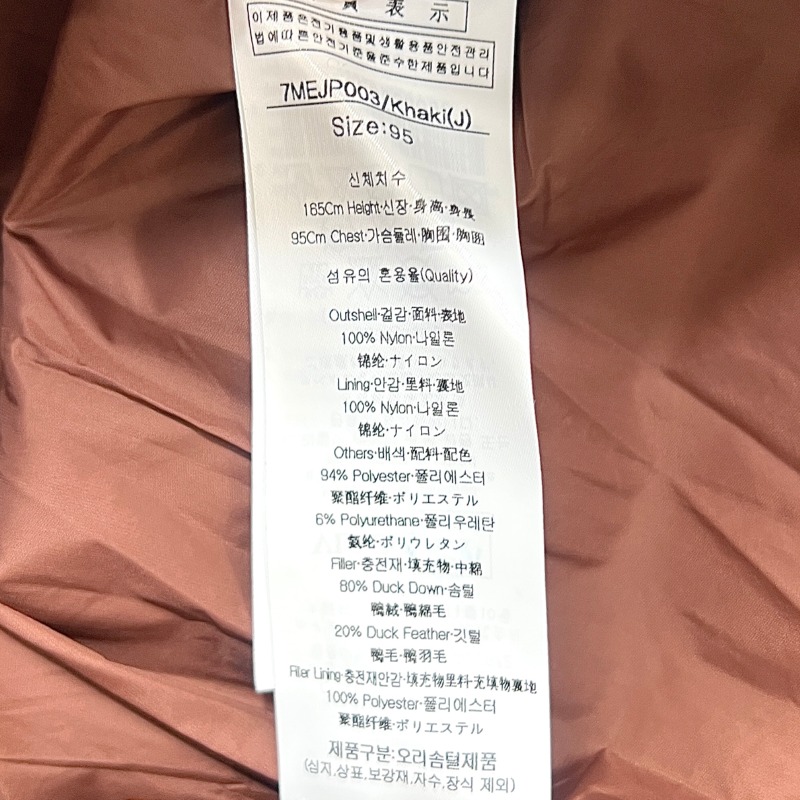 表 示
이 제품은 전기용품 및 생활용품 안전관리
법에 따른 안전기준을 준수한 제품입니다
7MEJP003/Khaki(J)
Size:95
신체치수
165Cm Height·신장·身高·身長
95Cm Chest·가슴둘레·胸围·胸囲
섬유의 혼용율(Quality)
Outshell·겉감·面料·表地
100% Nylon·나일론
锦纶·ナイロン
Lining·안감·里料·裏地
100% Nylon·나일론
锦纶·ナイロン
Others·배색·配料·配色
94% Polyester·폴리에스터
聚酯纤维·ポリエステル
6% Polyurethane·폴리우레탄
氨纶·ポリウレタン
Filler·충전재·填充物·中綿
80% Duck Down·솜털
鸭绒·鴨綿毛
20% Duck Feather·깃털
鸭毛·鴨羽毛
Filler Lining·충전재안감·填充物里料·充填物裏地
100% Polyester·폴리에스터
聚酯纤维·ポリエステル
제품구분:오리솜털제품
(심지,상표,보강재,자수,장식 제외)